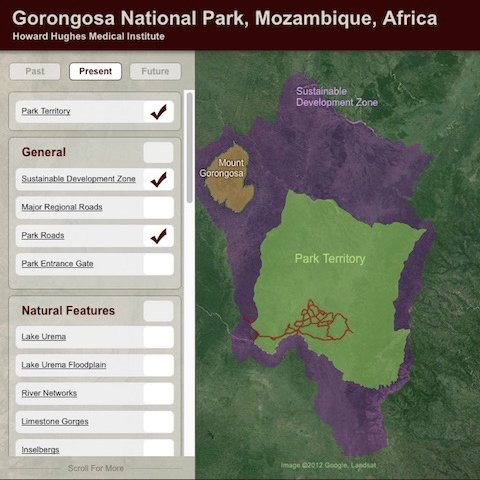 Gorongosa National Park, Mozambique, Africa
Howard Hughes Medical Institute
Past
Present
Future
Park Territory
General
Sustainable Development Zone
Major Regional Roads
Park Roads
Park Entrance Gate
Natural Features
Lake Urema
Lake Urema Floodplain
River Networks
Limestone Gorges
Inselbergs
Scroll For More
Sustainable
Development Zone
Mount
Gorongosa
Park Territory
Image ©2012 Google, Landsat